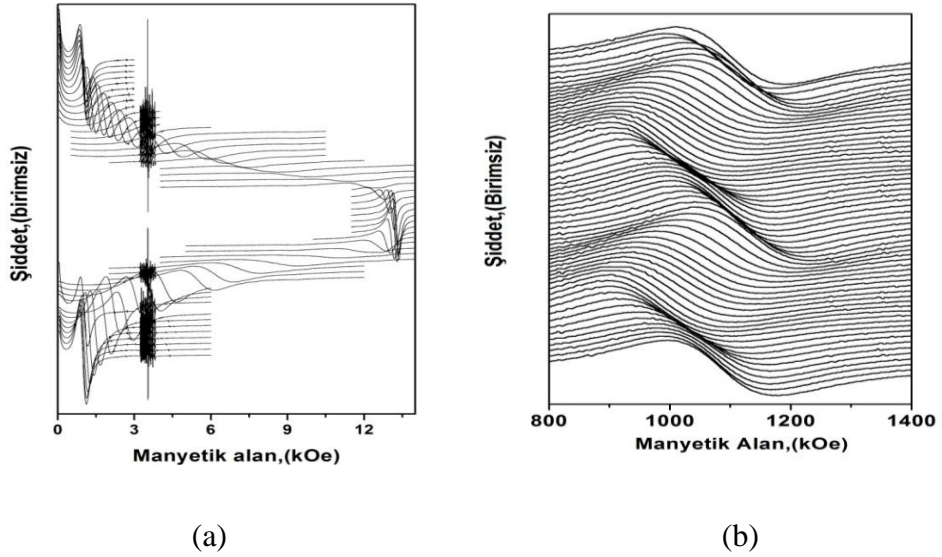 Şiddet,(birimsiz)
0 3 6 9 12
Manyetik alan,(kOe)
(a)
Şiddet,(Birimsiz)
800 1000 1200 1400
Manyetik Alan,(kOe)
(b)